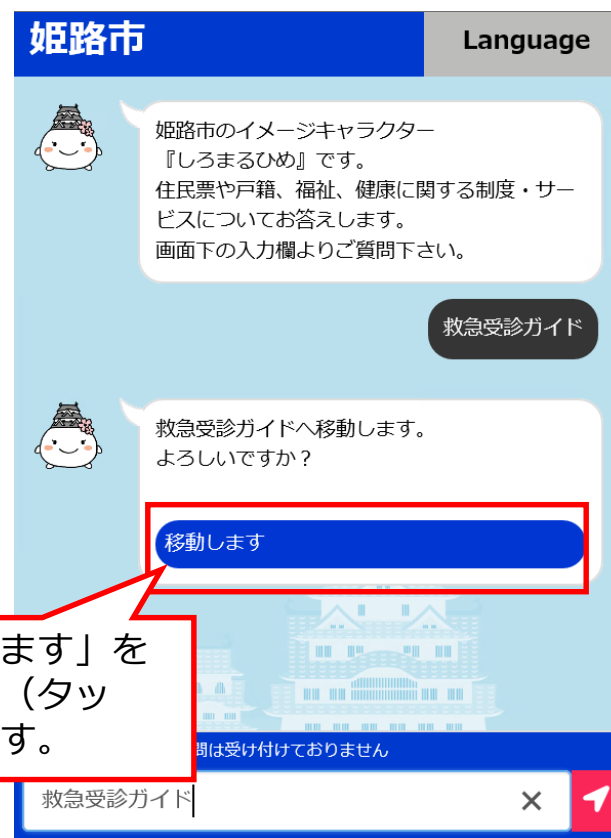 姫路市
Language
姫路市のイメージキャラクター
『しろまるひめ』です。
住民票や戸籍、福祉、健康に関する制度・サー
ビスについてお答えします。
画面下の入力欄よりご質問下さい。
救急受診ガイド
救急受診ガイドへ移動します。
よろしいですか？
移動します
ます」を
（タッ
す。
問は受け付けておりません
救急受診ガイド